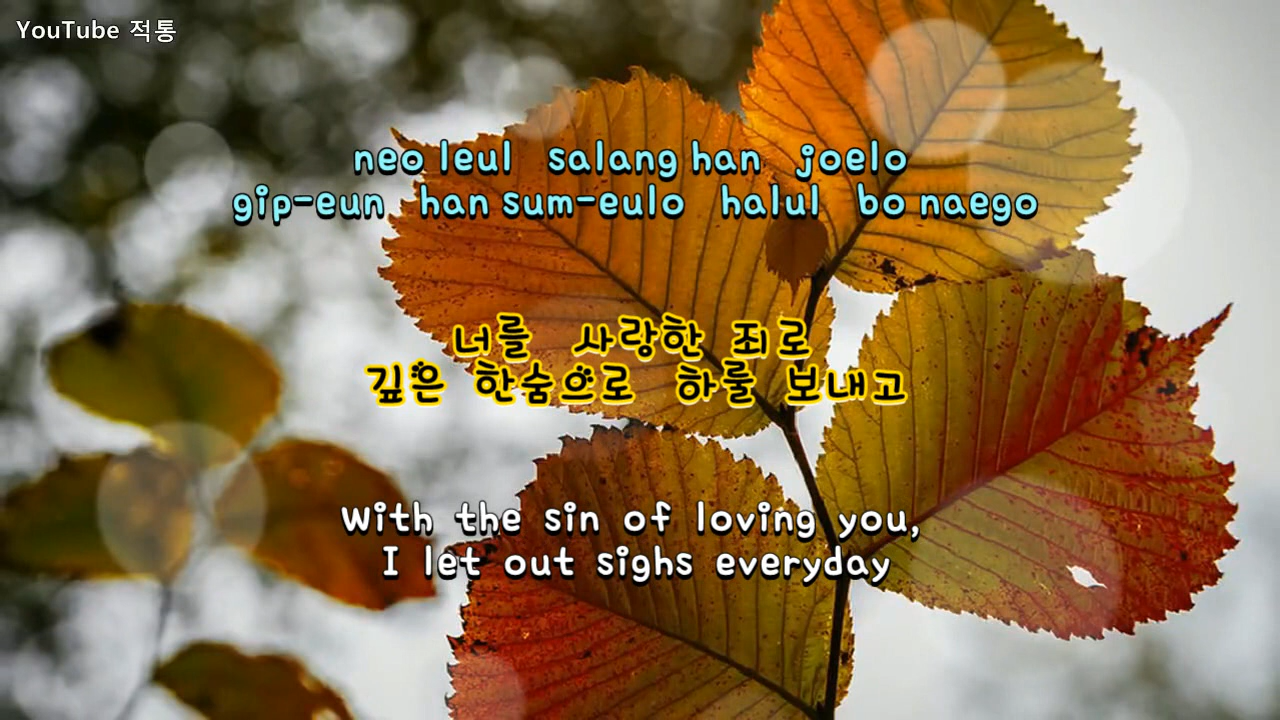 YouTube 적통
neo leul salang han joelo
gip-eun han sum-eulo halul bo naego
너를 사랑한 죄로
깊은 한숨으로 하룰 보내고
With the sin of loving you,
I let out sighs everyday